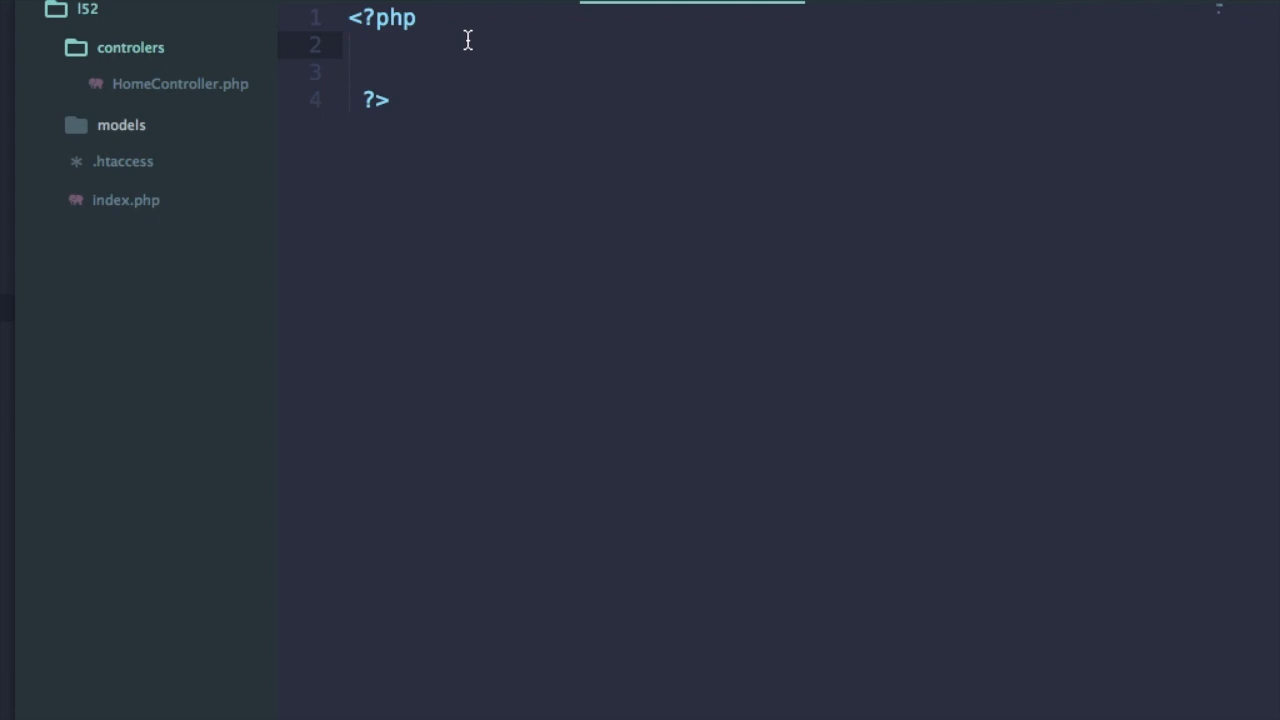 l52
controlers
HomeController.php
models
.htaccess
index.php
1 <?php
2
3
4 ?>